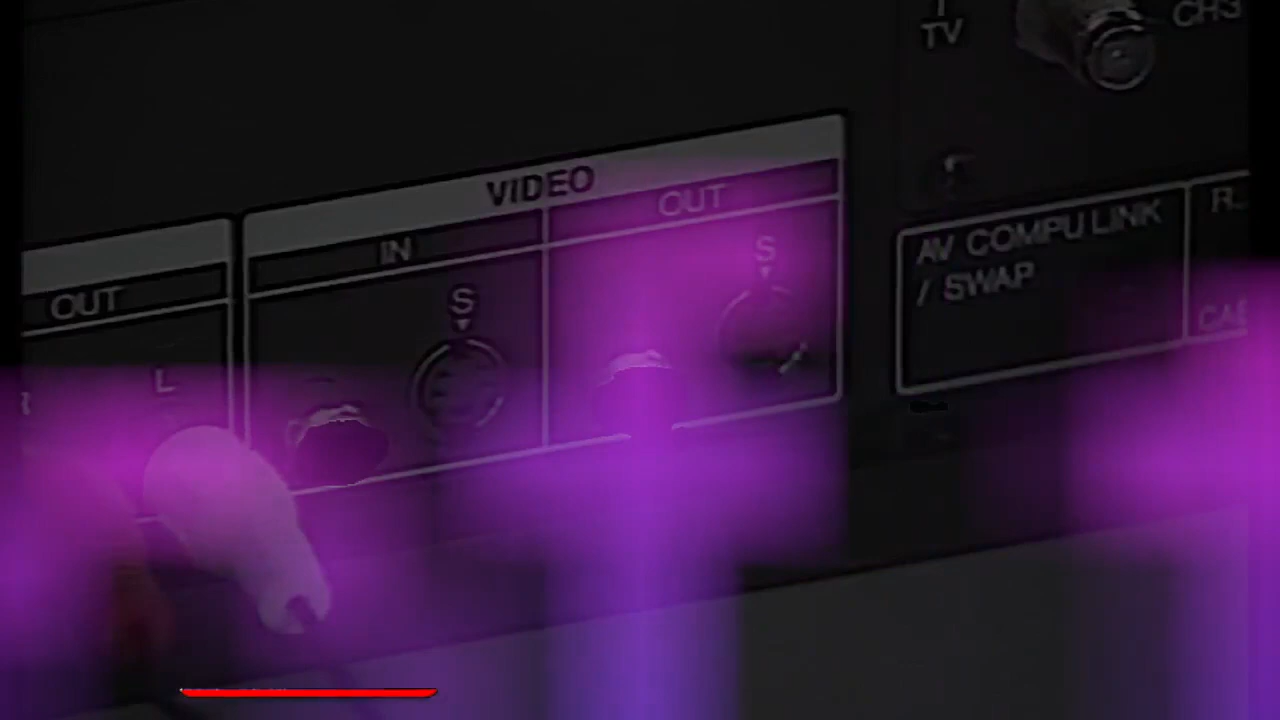 TV
CH3
VIDEO
OUT
IN
S
S
OUT
L
R
AV COMPU LINK
/ SWAP